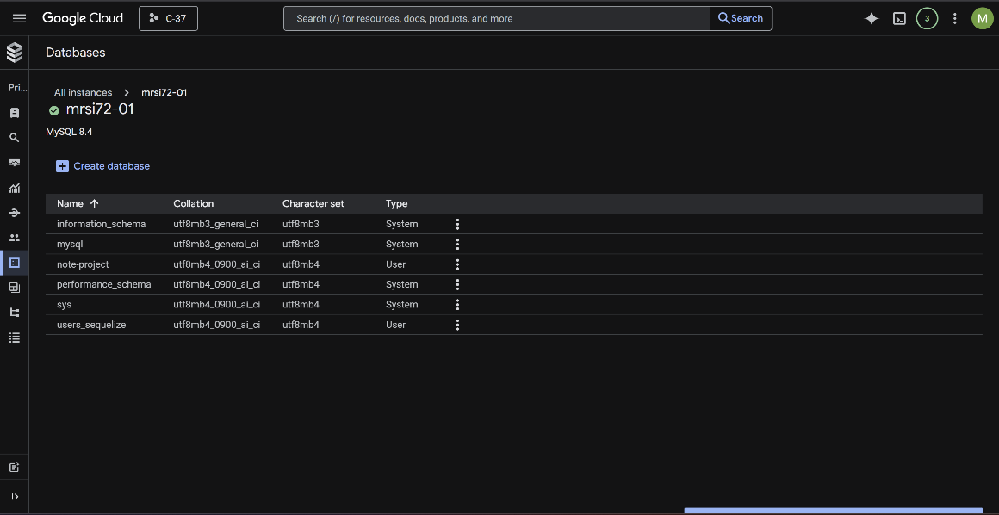 Google Cloud C-37 Search (/) for resources, docs, products, and more Search 3 M
Databases
Pri...
All instances mrsi72-01
mrsi72-01
MySQL 8.4
Create database
Name Collation Character set Type
information_schema utf8mb3_general_ci utf8mb3 System
mysql utf8mb3_general_ci utf8mb3 System
note-project utf8mb4_0900_ai_ci utf8mb4 User
performance_schema utf8mb4_0900_ai_ci utf8mb4 System
sys utf8mb4_0900_ai_ci utf8mb4 System
users_sequelize utf8mb4_0900_ai_ci utf8mb4 User